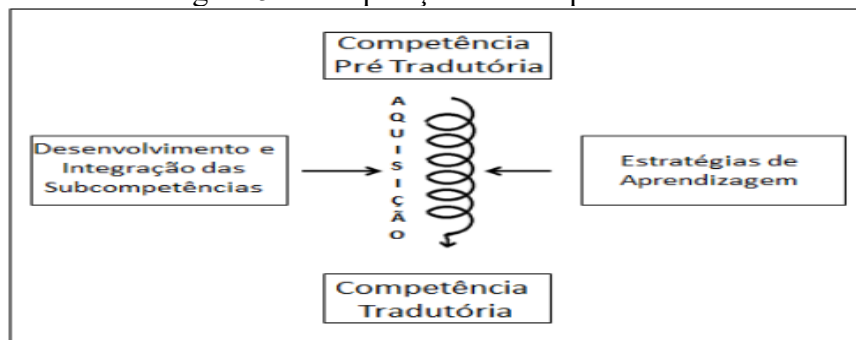 Competência
Pré Tradutória
A
Q
U
I
S
I
Ç
Ã
O
Desenvolvimento e
Integração das
Subcompetências
Estratégias de
Aprendizagem
Competência
Tradutória